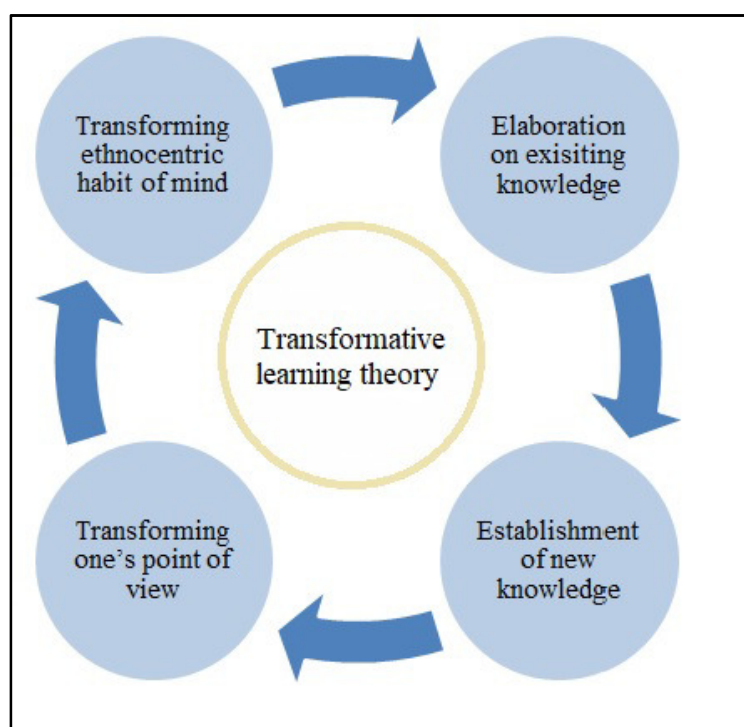 Transforming
ethnocentric
habit of mind
Elaboration
on exisiting
knowledge
Transformative
learning theory
Transforming
one's point of
view
Establishment
of new
knowledge